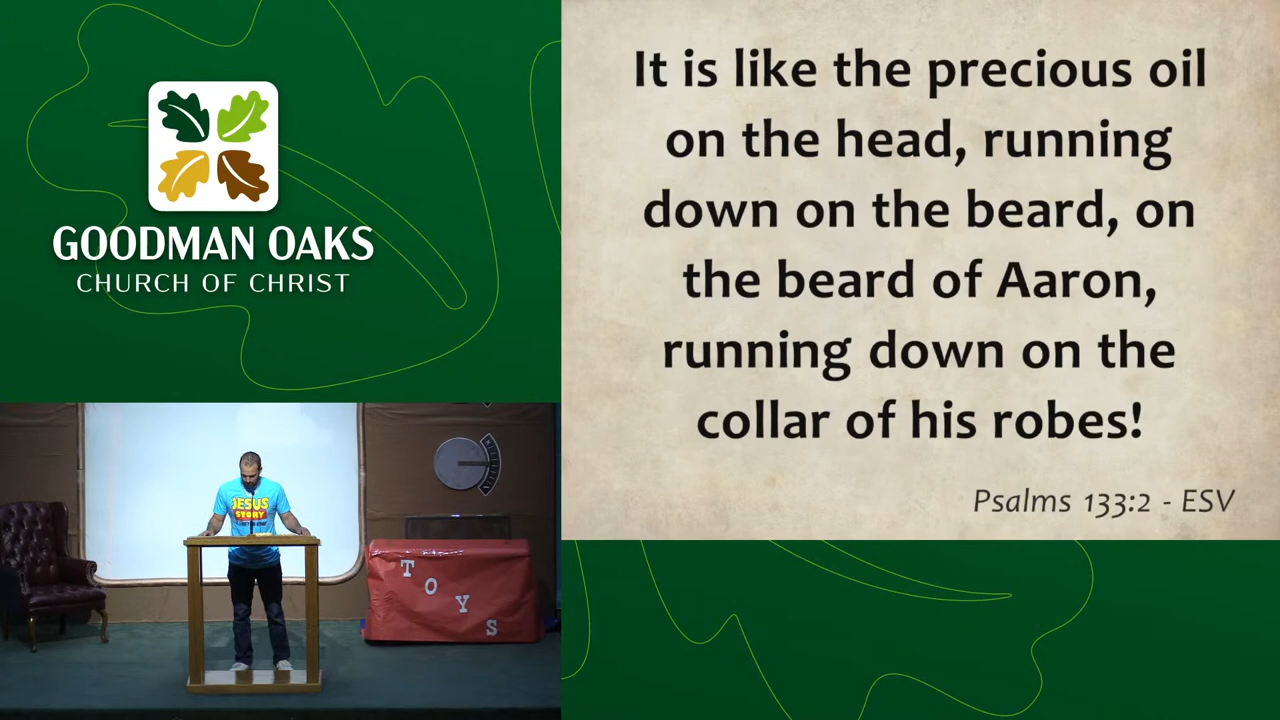 GOODMAN OAKS
CHURCH OF CHRIST
It is like the precious oil
on the head, running
down on the beard, on
the beard of Aaron,
running down on the
collar of his robes!
Psalms 133:2 - ESV
JESUS
STORY
TOYS